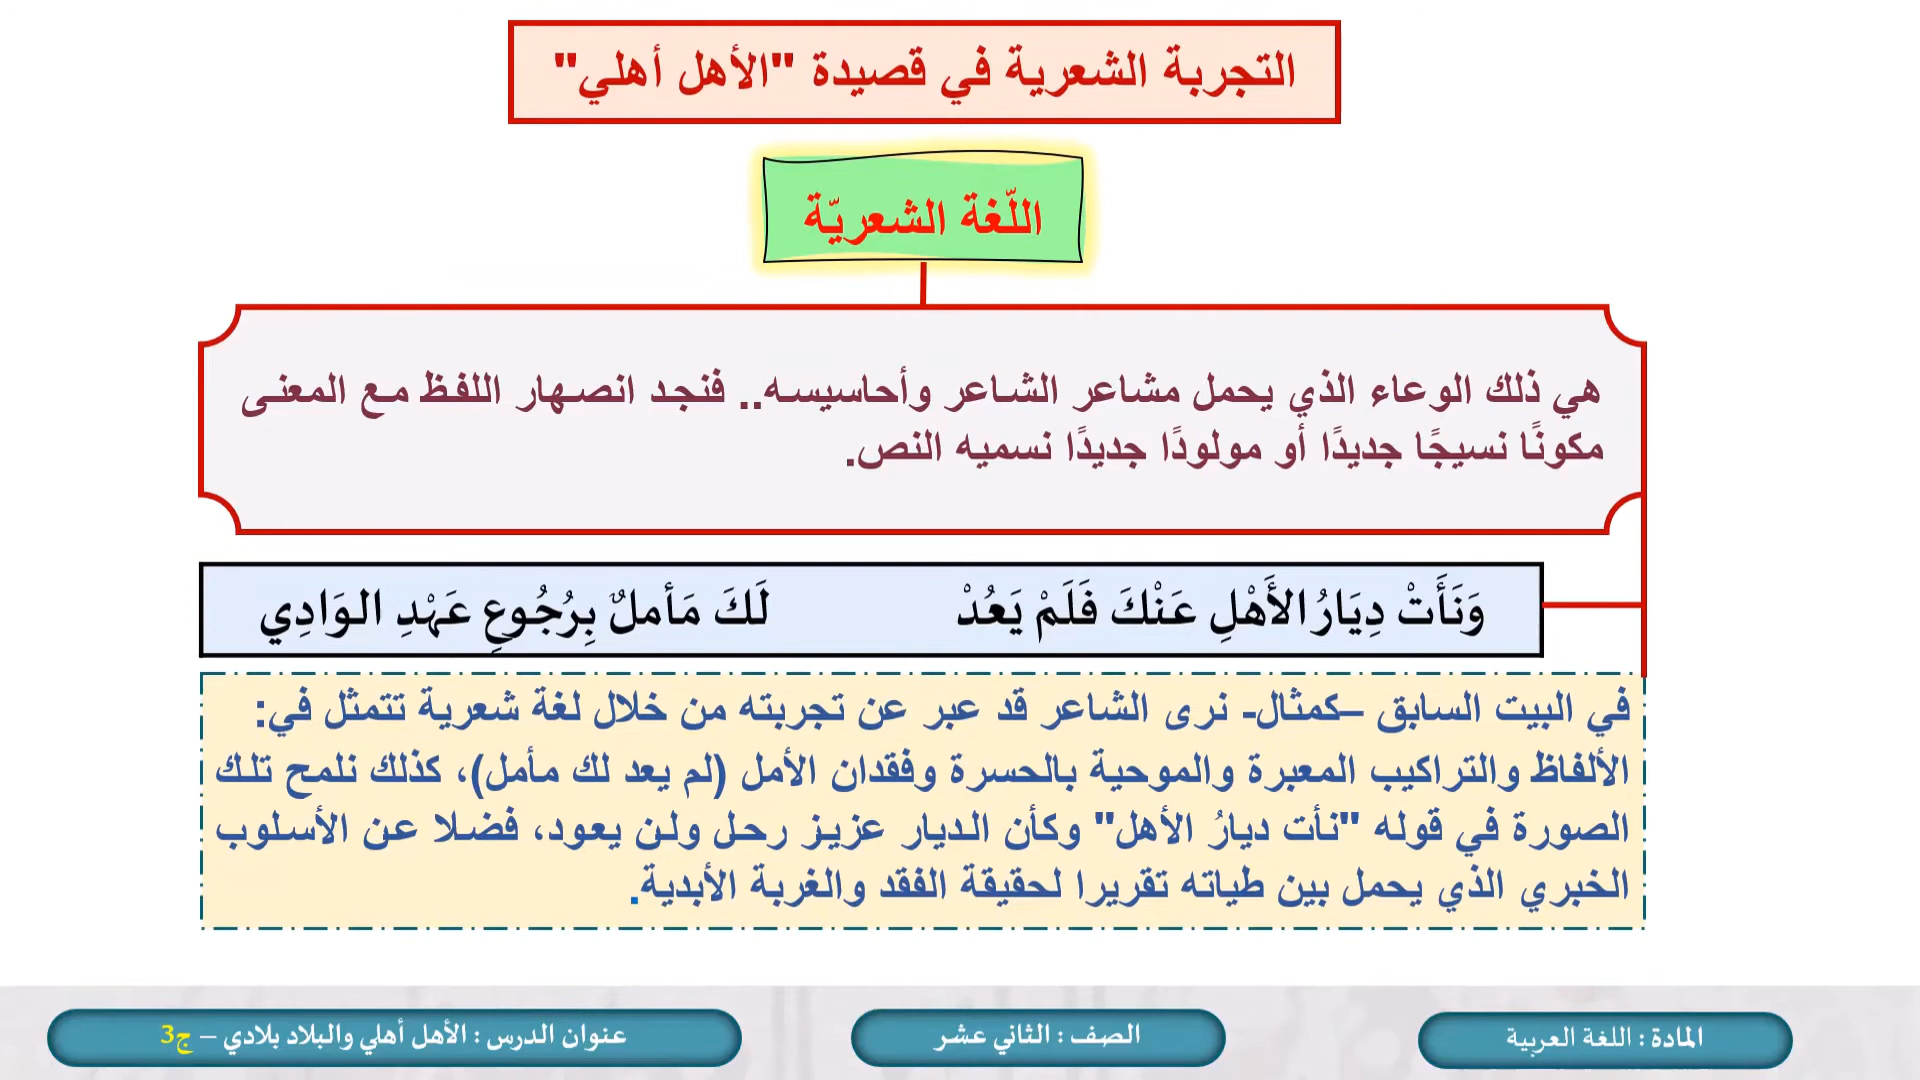 التجربة الشعرية في قصيدة "الأهل أهلي"
اللّغة الشعريّة
هي ذلك الوعاء الذي يحمل مشاعر الشاعر وأحاسيسه.. فنجد انصهار اللفظ مع المعنى
مكونًا نسيجًا جديدًا أو مولودًا جديدًا نسميه النص.
وَنَأَتْ دِيَارُ الأَهْلِ عَنْكَ فَلَمْ يَعُدْ لَكَ مَأملٌ بِرُجُوعِ عَهْدِ الوَادِي
في البيت السابق –كمثال- نرى الشاعر قد عبر عن تجربته من خلال لغة شعرية تتمثل في:
الألفاظ والتراكيب المعبرة والموحية بالحسرة وفقدان الأمل (لم يعد لك مأمل)، كذلك نلمح تلك
الصورة في قوله "نأت ديارُ الأهل" وكأن الديار عزيز رحل ولن يعود، فضلا عن الأسلوب
الخبري الذي يحمل بين طياته تقريرا لحقيقة الفقد والغربة الأبدية.
المادة : اللغة العربية
الصف : الثاني عشر
عنوان الدرس : الأهل أهلي والبلاد بلادي – ج3